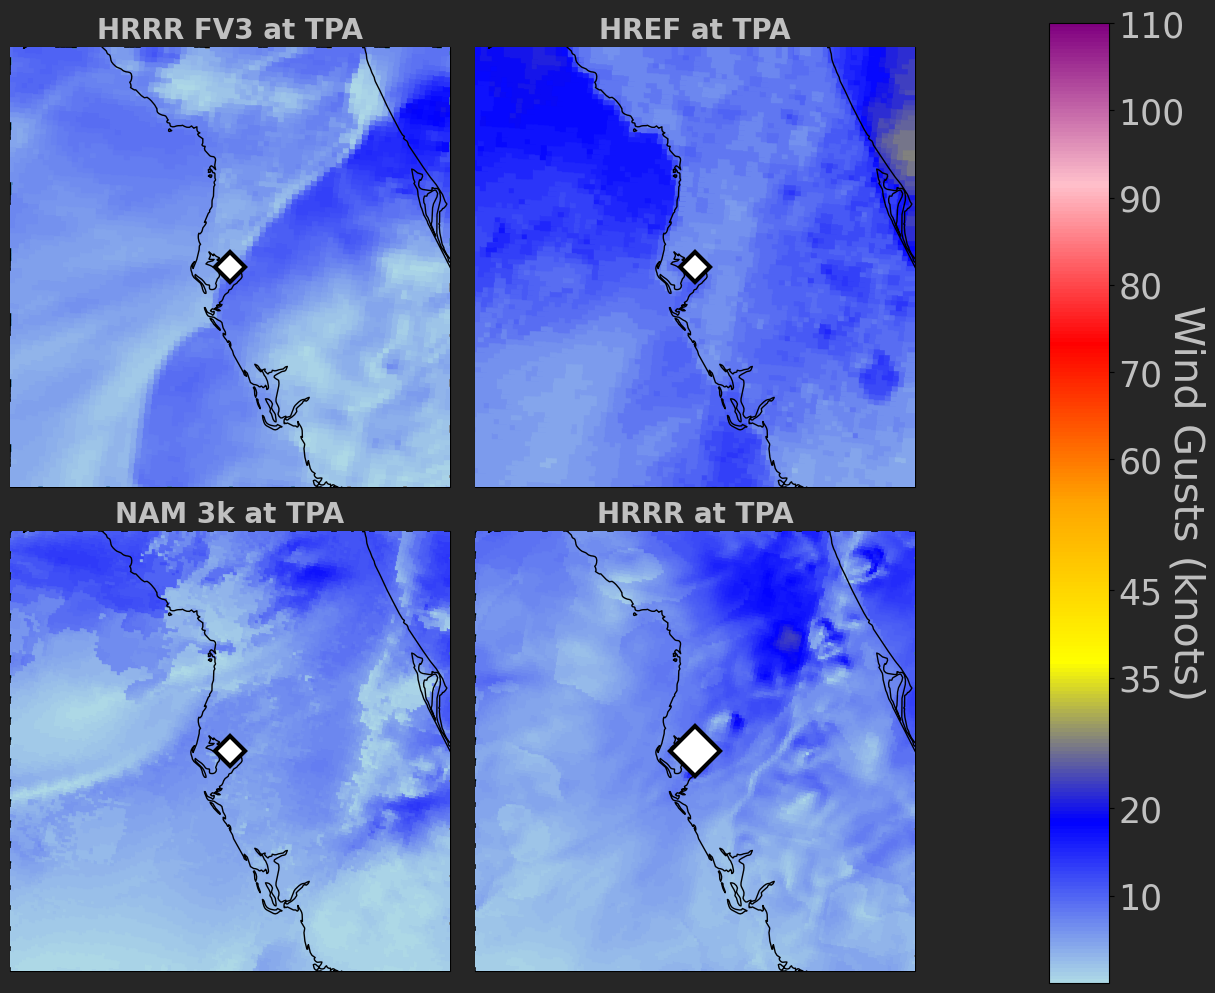 HRRR FV3 at TPA
HREF at TPA
NAM 3k at TPA
HRRR at TPA
110
100
90
80
70
60
45
35
20
10
Wind Gusts (knots)